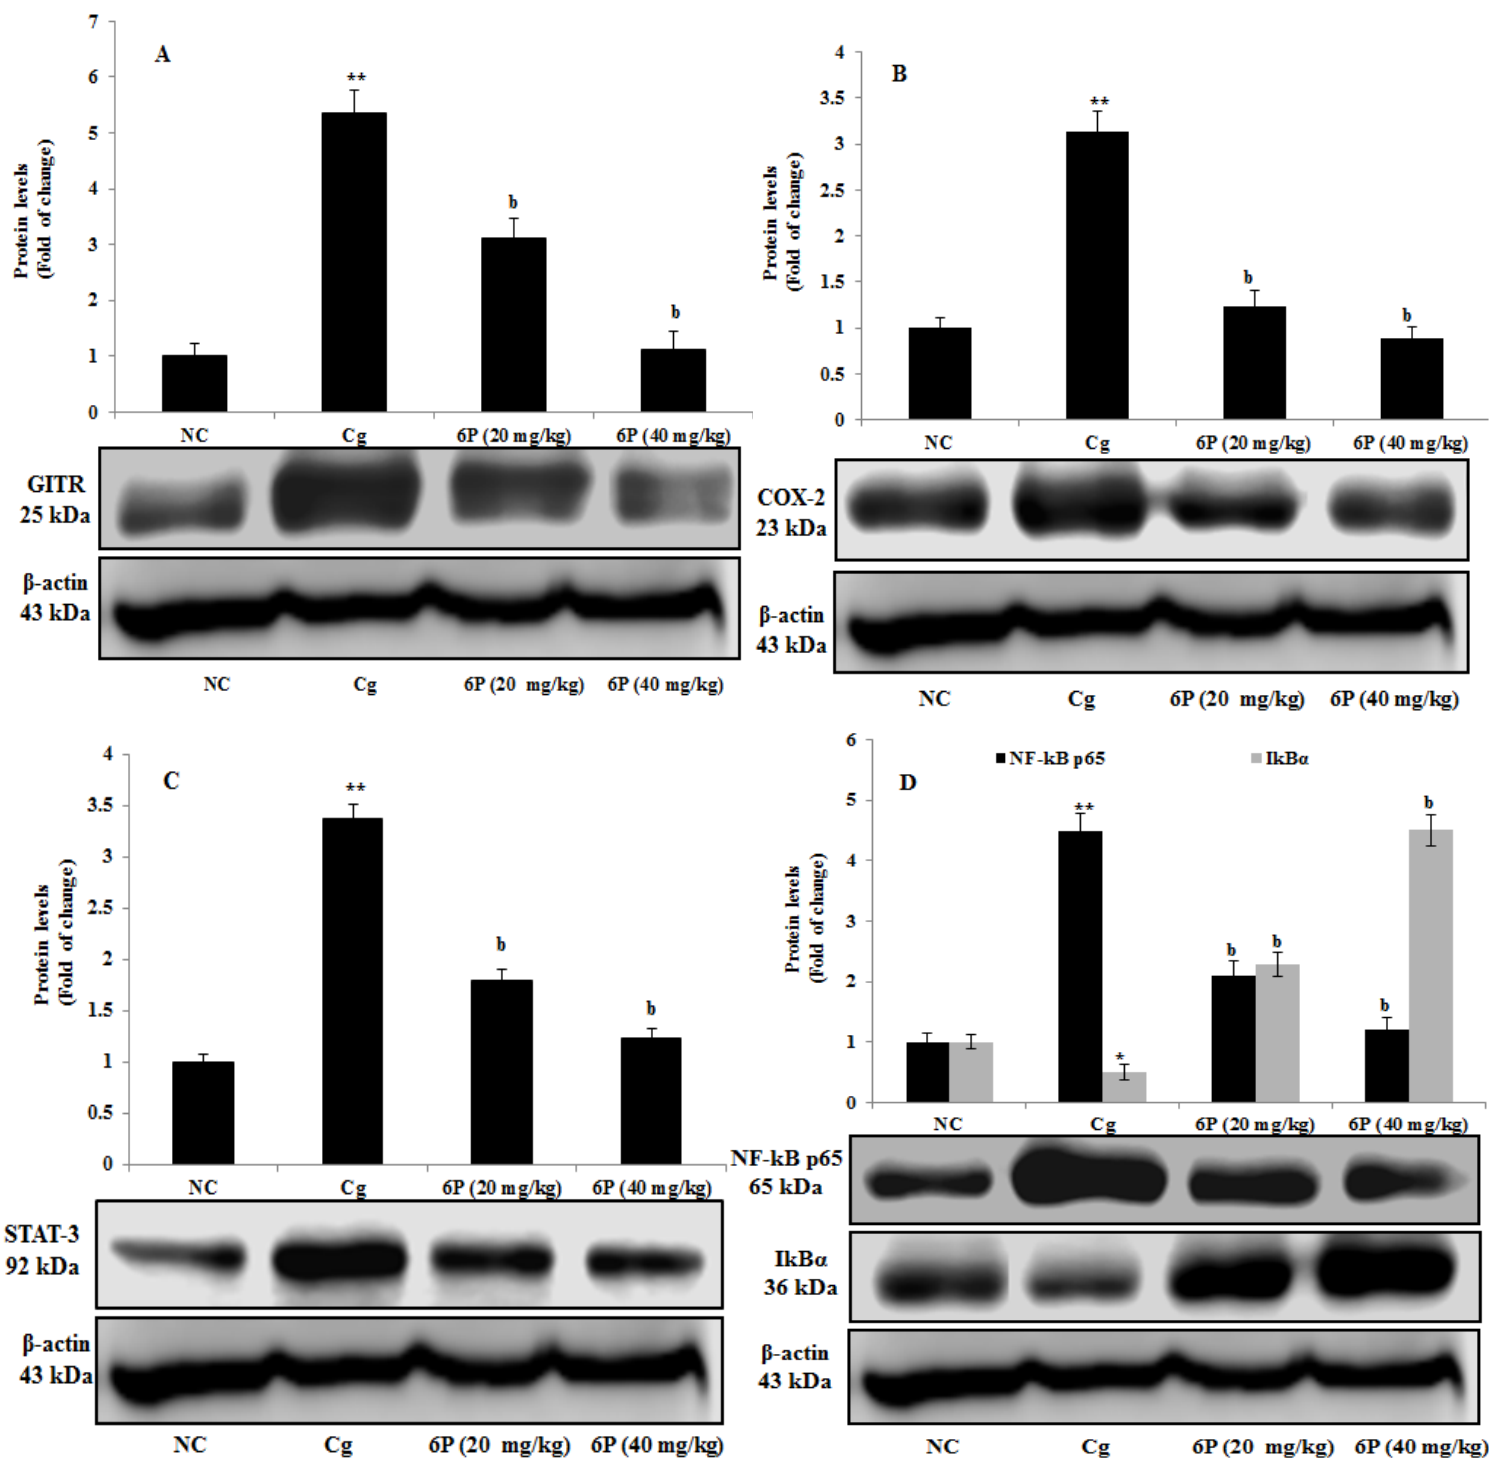 A
7
6
5
4
3
2
1
0
Protein levels
(Fold of change)
**
b
b
NC Cg 6P (20 mg/kg) 6P (40 mg/kg)
GITR
25 kDa
β-actin
43 kDa
NC Cg 6P (20 mg/kg) 6P (40 mg/kg)
B
4
3.5
3
2.5
2
1.5
1
0.5
0
Protein levels
(Fold of change)
**
b
b
NC Cg 6P (20 mg/kg) 6P (40 mg/kg)
COX-2
23 kDa
β-actin
43 kDa
NC Cg 6P (20 mg/kg) 6P (40 mg/kg)
C
4
3.5
3
2.5
2
1.5
1
0.5
0
Protein levels
(Fold of change)
**
b
b
NC Cg 6P (20 mg/kg) 6P (40 mg/kg)
STAT-3
92 kDa
β-actin
43 kDa
NC Cg 6P (20 mg/kg) 6P (40 mg/kg)
D
NF-kB p65 IkBα
6
5
4
3
2
1
0
Protein levels
(Fold of change)
**
*
b
b
b
b
NC Cg 6P (20 mg/kg) 6P (40 mg/kg)
NF-kB p65
65 kDa
IkBα
36 kDa
β-actin
43 kDa
NC Cg 6P (20 mg/kg) 6P (40 mg/kg)